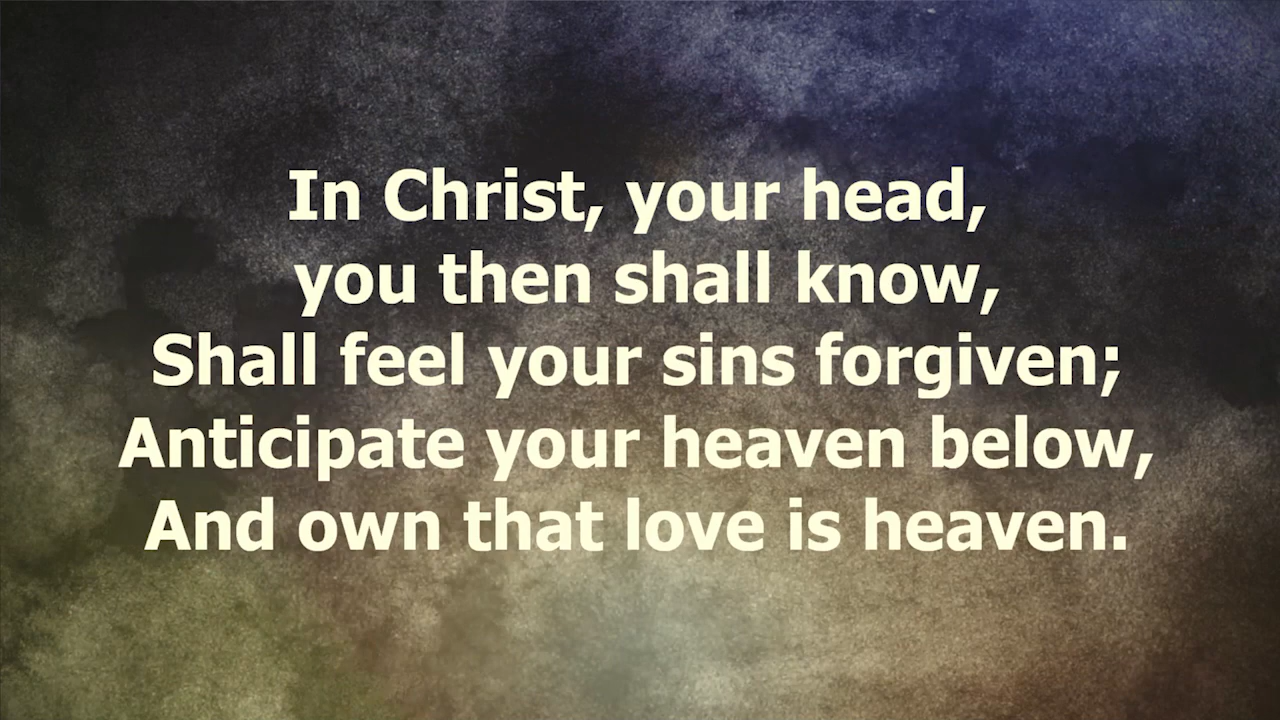 In Christ, your head,
you then shall know,
Shall feel your sins forgiven;
Anticipate your heaven below,
And own that love is heaven.